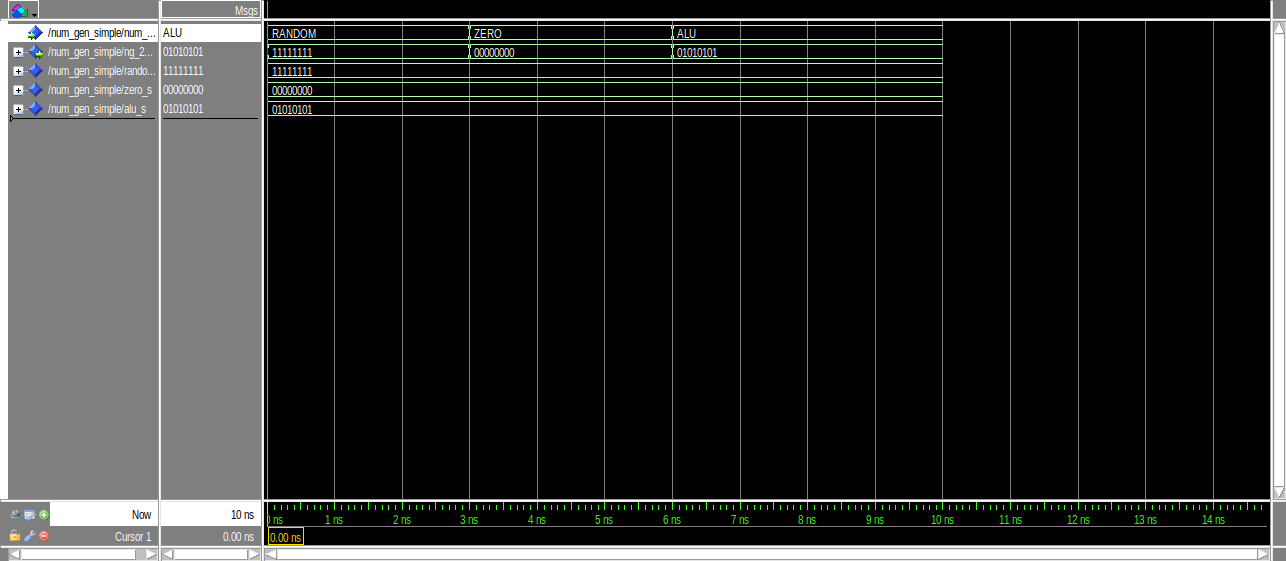 Msgs
/num_gen_simple/num_... ALU RANDOM ZERO ALU
/num_gen_simple/ng_2... 01010101 11111111 00000000 01010101
/num_gen_simple/rando... 11111111 11111111
/num_gen_simple/zero_s 00000000 00000000
/num_gen_simple/alu_s 01010101 01010101
Now 10 ns ns 1 ns 2 ns 3 ns 4 ns 5 ns 6 ns 7 ns 8 ns 9 ns 10 ns 11 ns 12 ns 13 ns 14 ns
Cursor 1 0.00 ns 0.00 ns